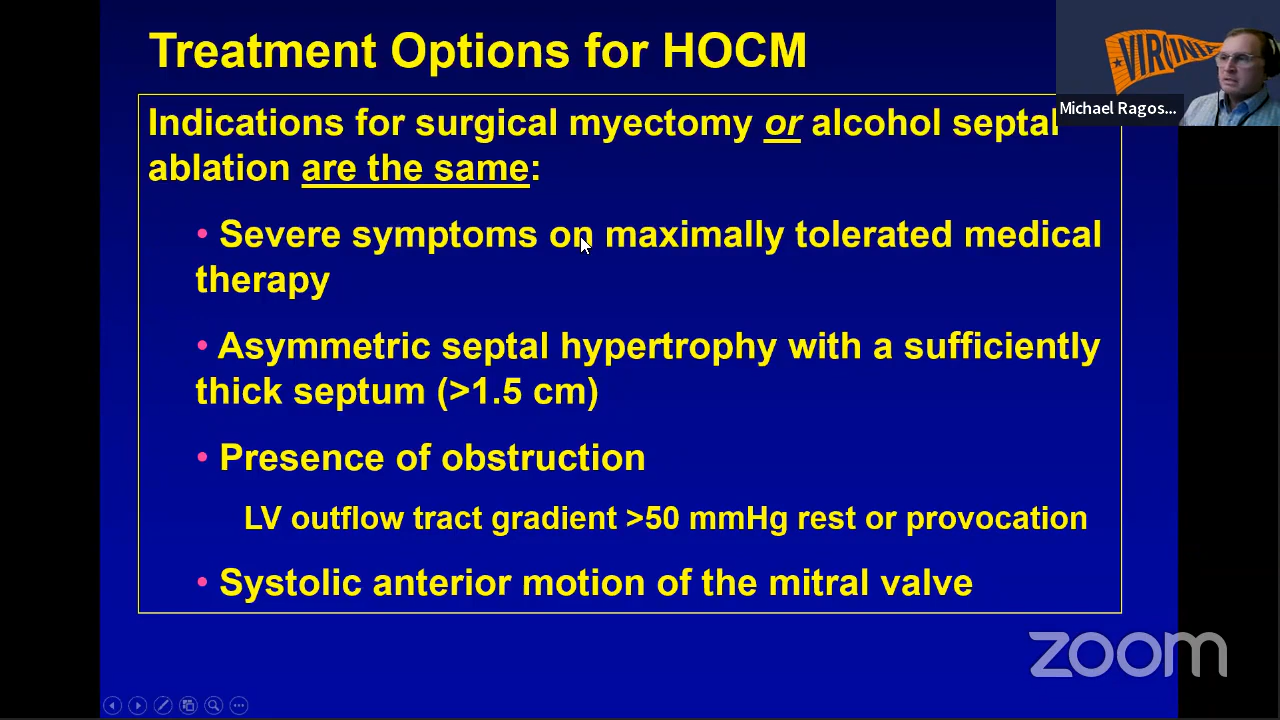 Treatment Options for HOCM
VIRGINIA
Michael Ragos...
Indications for surgical myectomy or alcohol septal
ablation are the same:
• Severe symptoms on maximally tolerated medical
therapy
• Asymmetric septal hypertrophy with a sufficiently
thick septum (>1.5 cm)
• Presence of obstruction
LV outflow tract gradient >50 mmHg rest or provocation
• Systolic anterior motion of the mitral valve
zoom